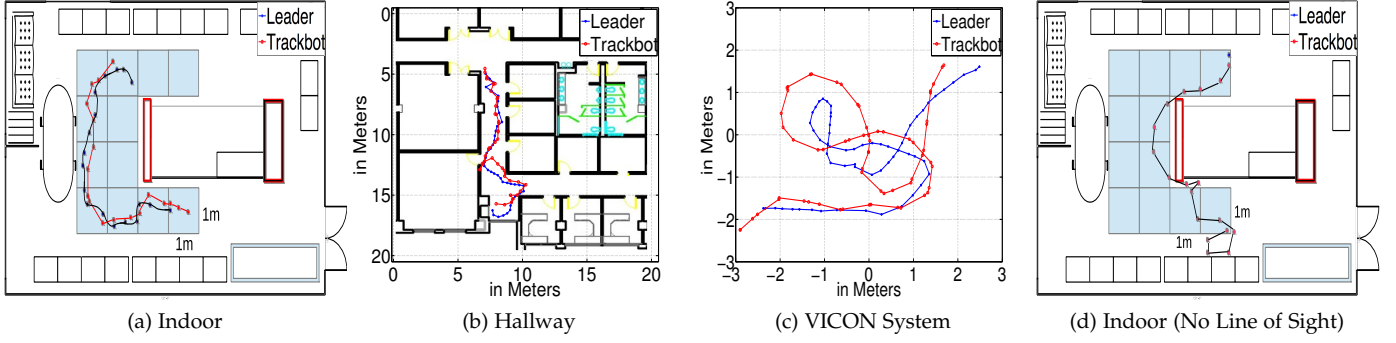 Leader
Trackbot
1m
1m
(a) Indoor
Leader
Trackbot
in Meters
0
5
10
15
20
0
5
10
15
20
in Meters
(b) Hallway
Leader
Trackbot
in Meters
3
2
1
0
−1
−2
−3
−3
−2
−1
0
1
2
3
in Meters
(c) VICON System
Leader
Trackbot
1m
1m
(d) Indoor (No Line of Sight)